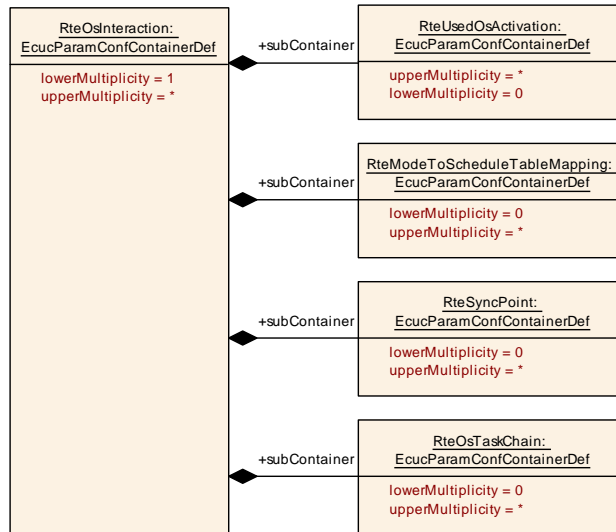 RteOsInteraction:
EcucParamConfContainerDef
lowerMultiplicity = 1
upperMultiplicity = *
+subContainer
RteUsedOsActivation:
EcucParamConfContainerDef
upperMultiplicity = *
lowerMultiplicity = 0
+subContainer
RteModeToScheduleTableMapping:
EcucParamConfContainerDef
lowerMultiplicity = 0
upperMultiplicity = *
+subContainer
RteSyncPoint:
EcucParamConfContainerDef
lowerMultiplicity = 0
upperMultiplicity = *
+subContainer
RteOsTaskChain:
EcucParamConfContainerDef
lowerMultiplicity = 0
upperMultiplicity = *